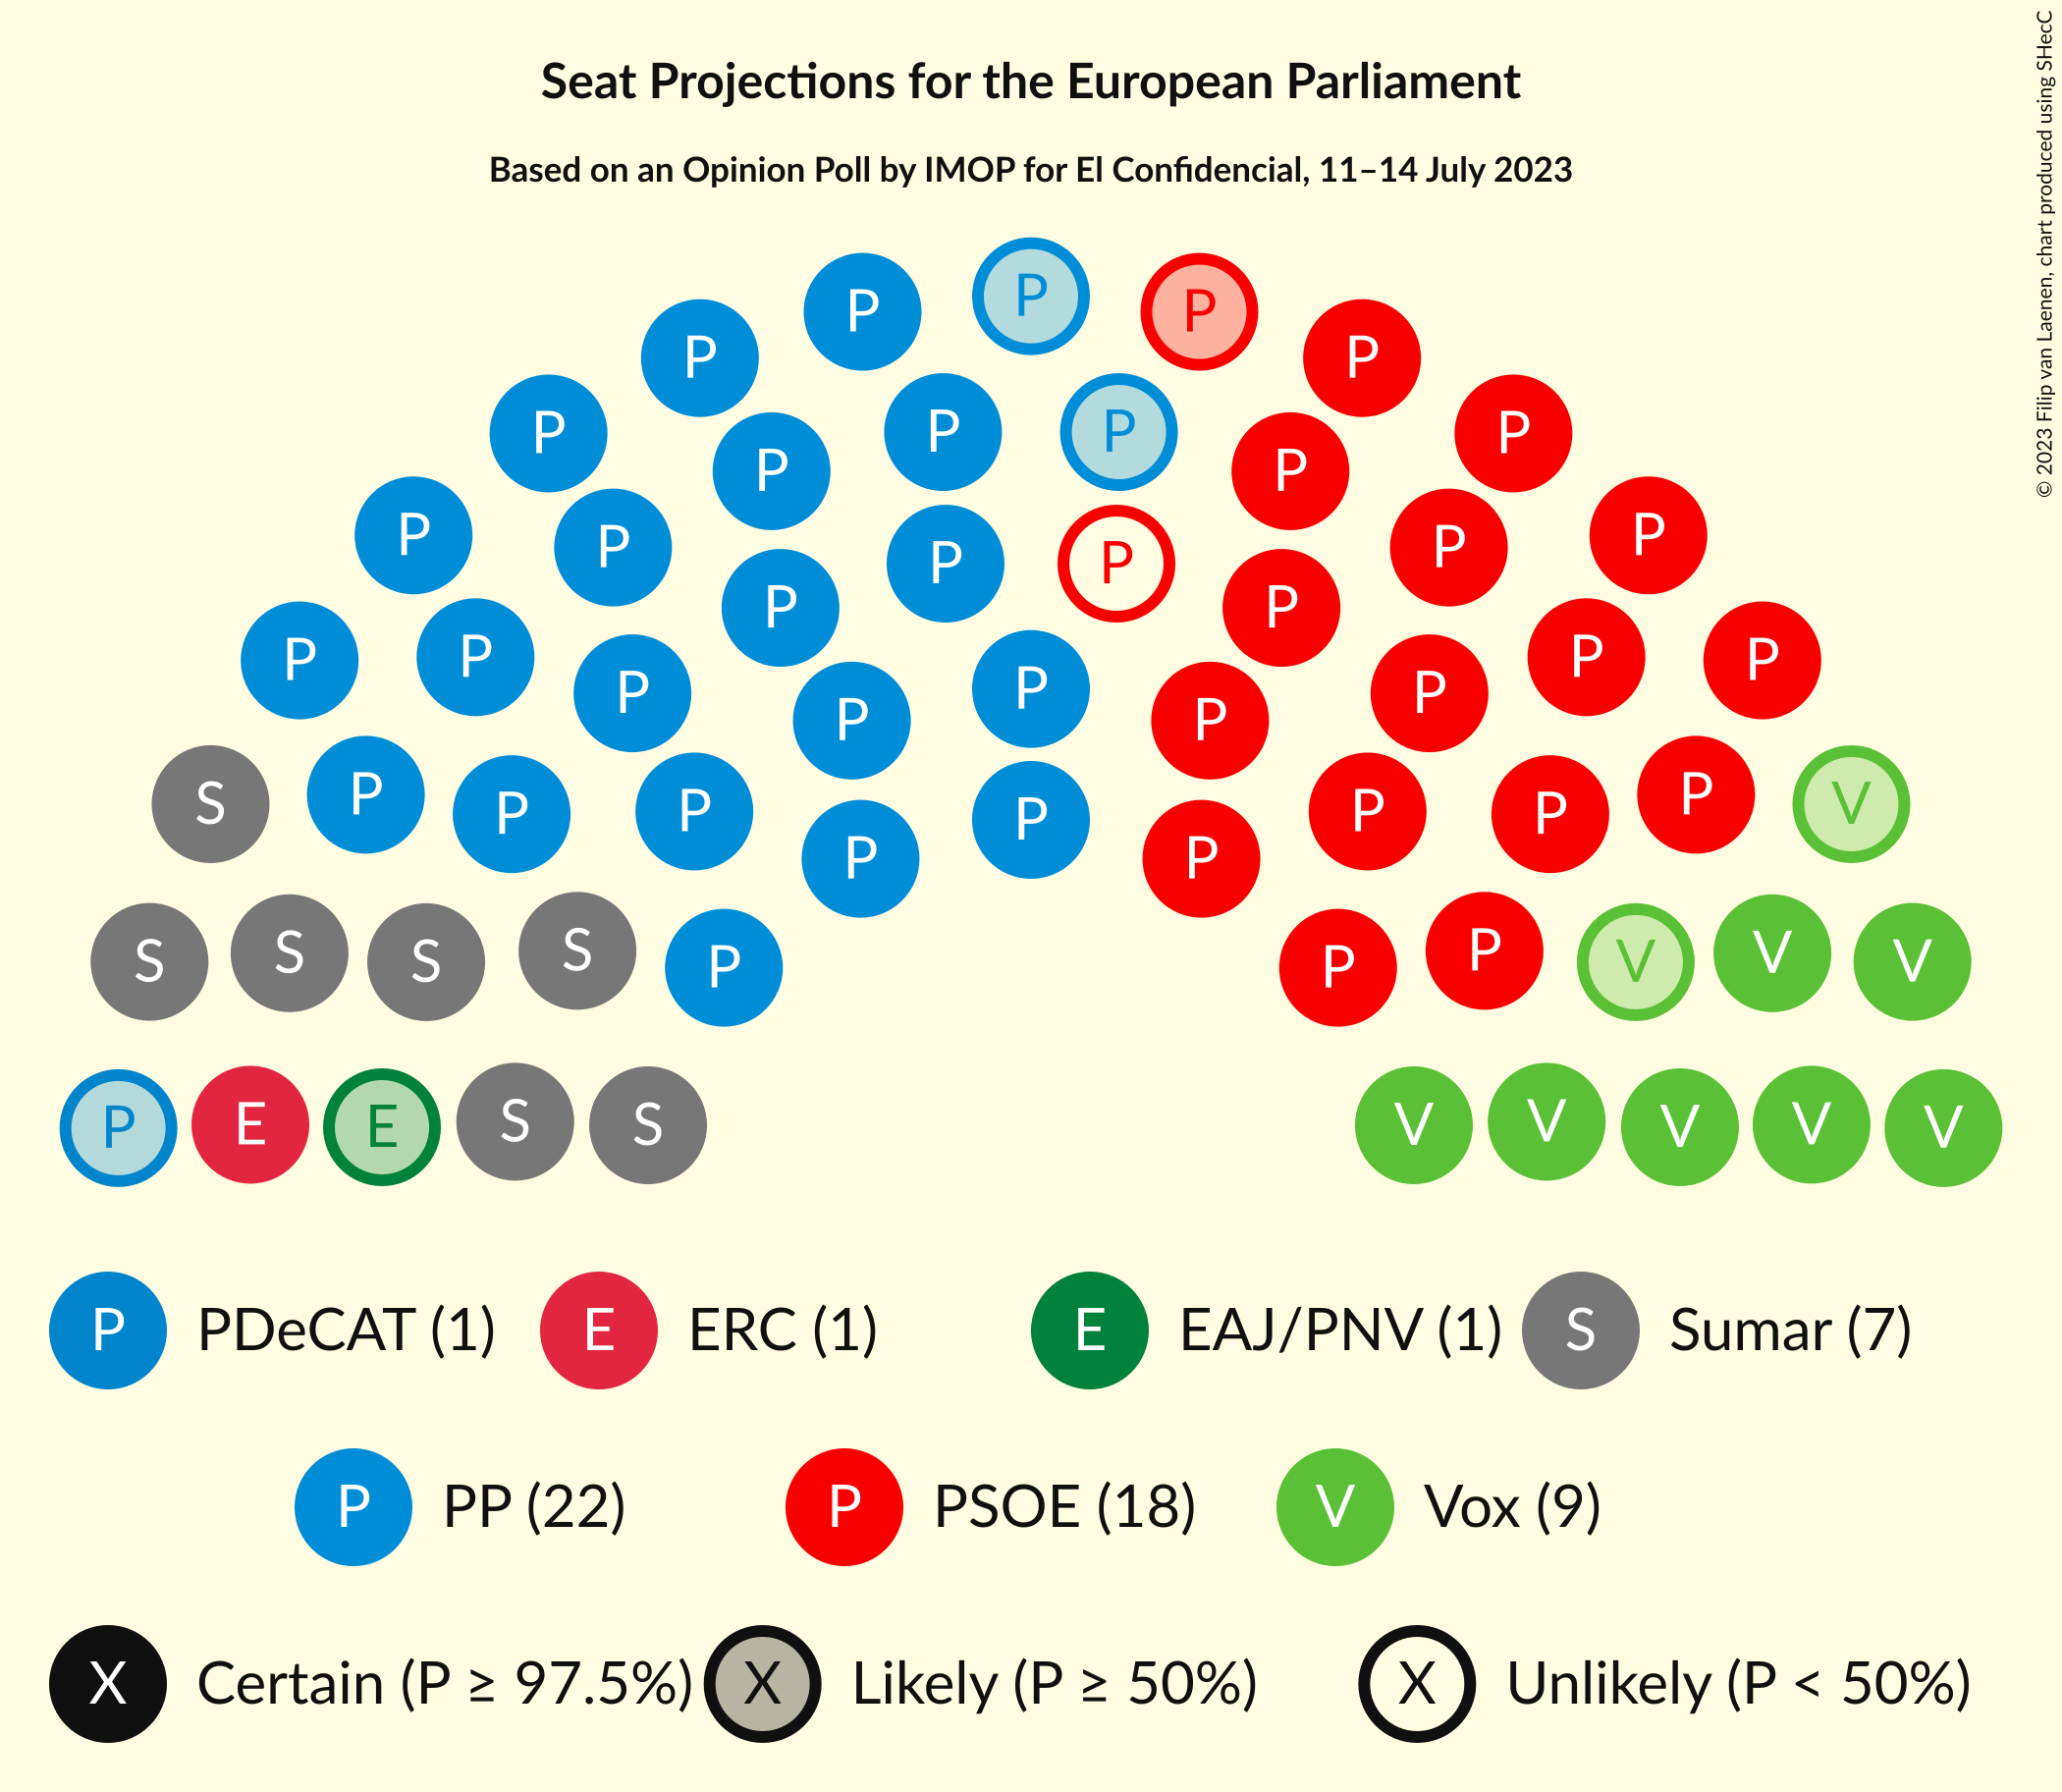 Seat Projections for the European Parliament
Based on an Opinion Poll by IMOP for El Confidencial, 11–14 July 2023
© 2023 Filip van Laenen, chart produced using SHecC
P
P P
P P
P P P
P P
P P
P P P P
P P
P P P P
P P P P
P
P P
S P P P P P P P P V
P P
S S S S P P P V V V
P E E S S V V V V V
P PDeCAT (1) E ERC (1) E EAJ/PNV (1) S Sumar (7)
P PP (22) P PSOE (18) V Vox (9)
X Certain (P ≥ 97.5%) X Likely (P ≥ 50%) X Unlikely (P < 50%)